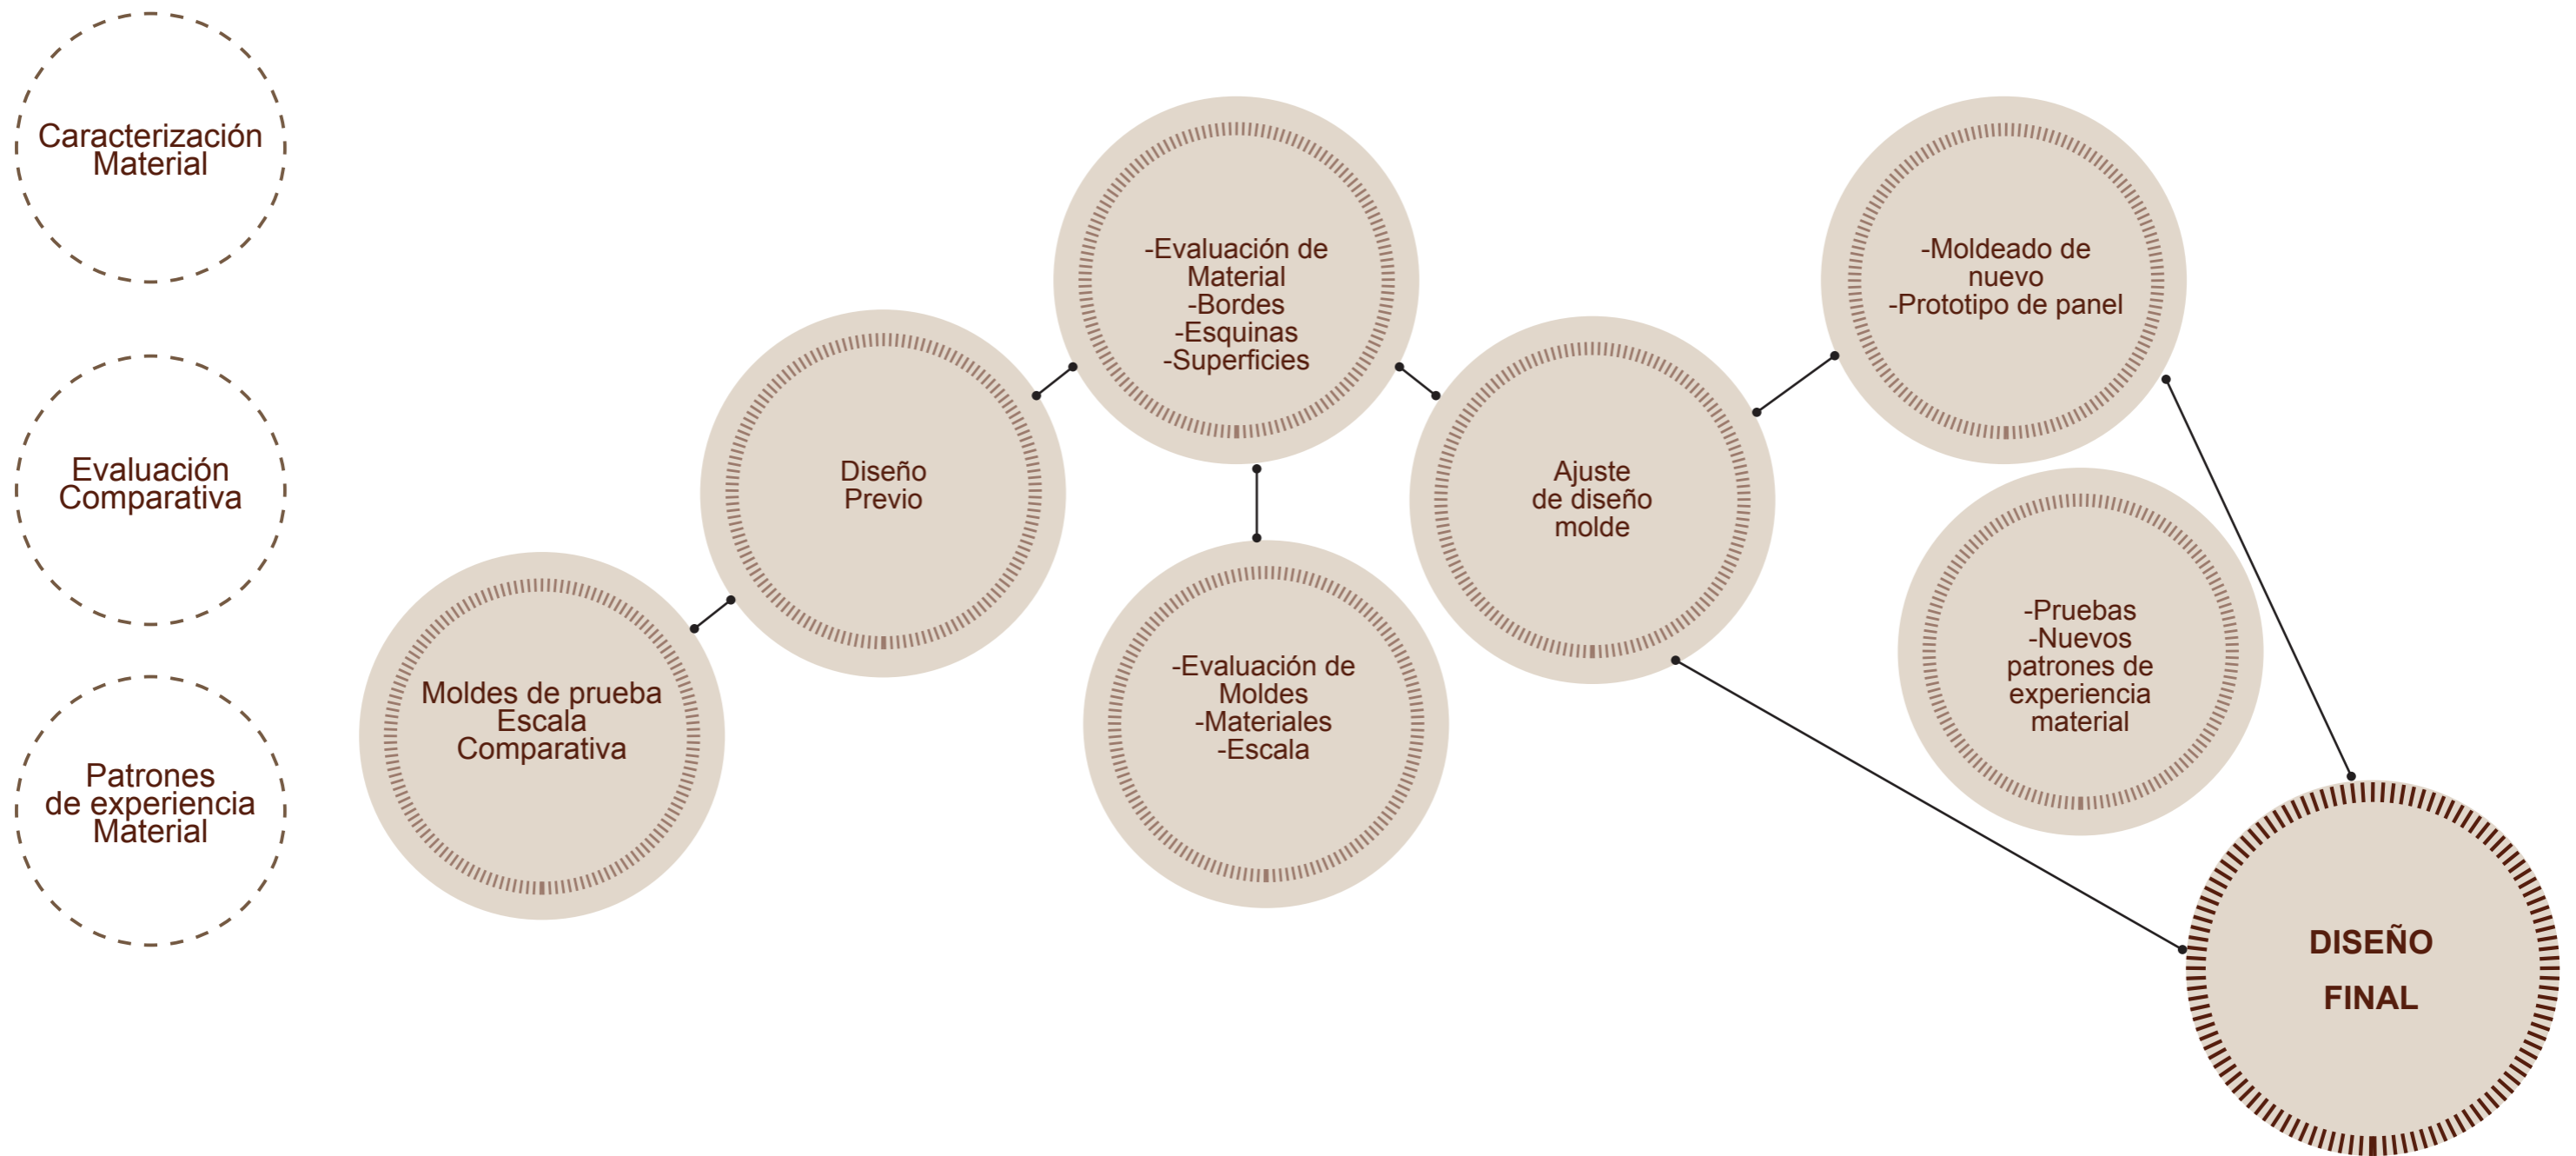 Caracterización
Material
Evaluación
Comparativa
Patrones
de experiencia
Material
Moldes de prueba
Escala
Comparativa
Diseño
Previo
-Evaluación de
Material
-Bordes
-Esquinas
-Superficies
-Evaluación de
Moldes
-Materiales
-Escala
Ajuste
de diseño
molde
-Moldeado de
nuevo
-Prototipo de panel
-Pruebas
-Nuevos
patrones de
experiencia
material
DISEÑO
FINAL